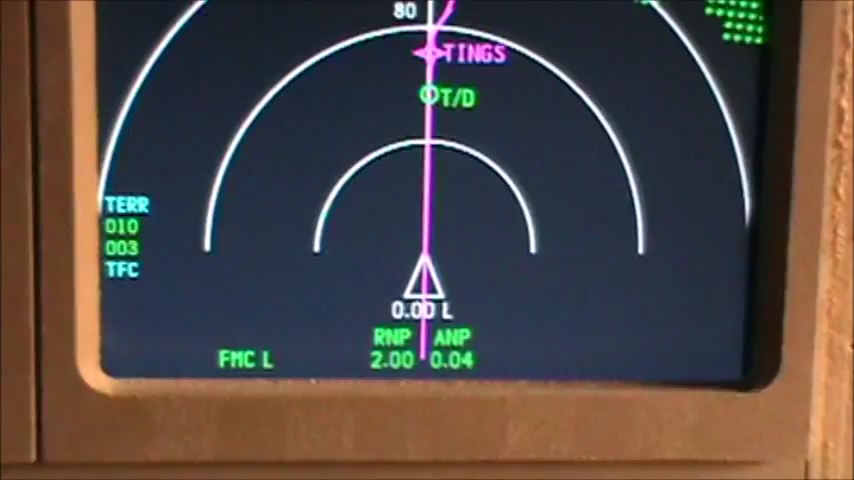 80
TINGS
T/D
TERR
010
003
TFC
0.00 L
RNP ANP
FMC L 2.00 0.04